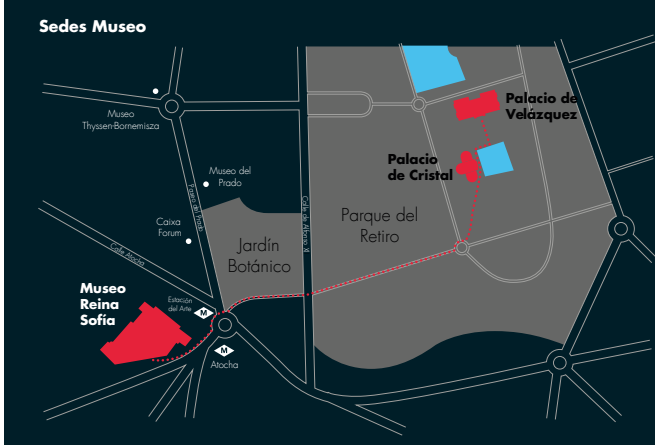 Sedes Museo
Museo
Thyssen-Bornemisza
Palacio de
Velázquez
Palacio
de Cristal
Museo del
Prado
Paseo del Prado
Calle de Alfonso XI
Caixa
Forum
Parque del
Retiro
Jardín
Botánico
Calle Atocha
Museo
Reina
Sofía
Estación
del Arte
M
M
Atocha